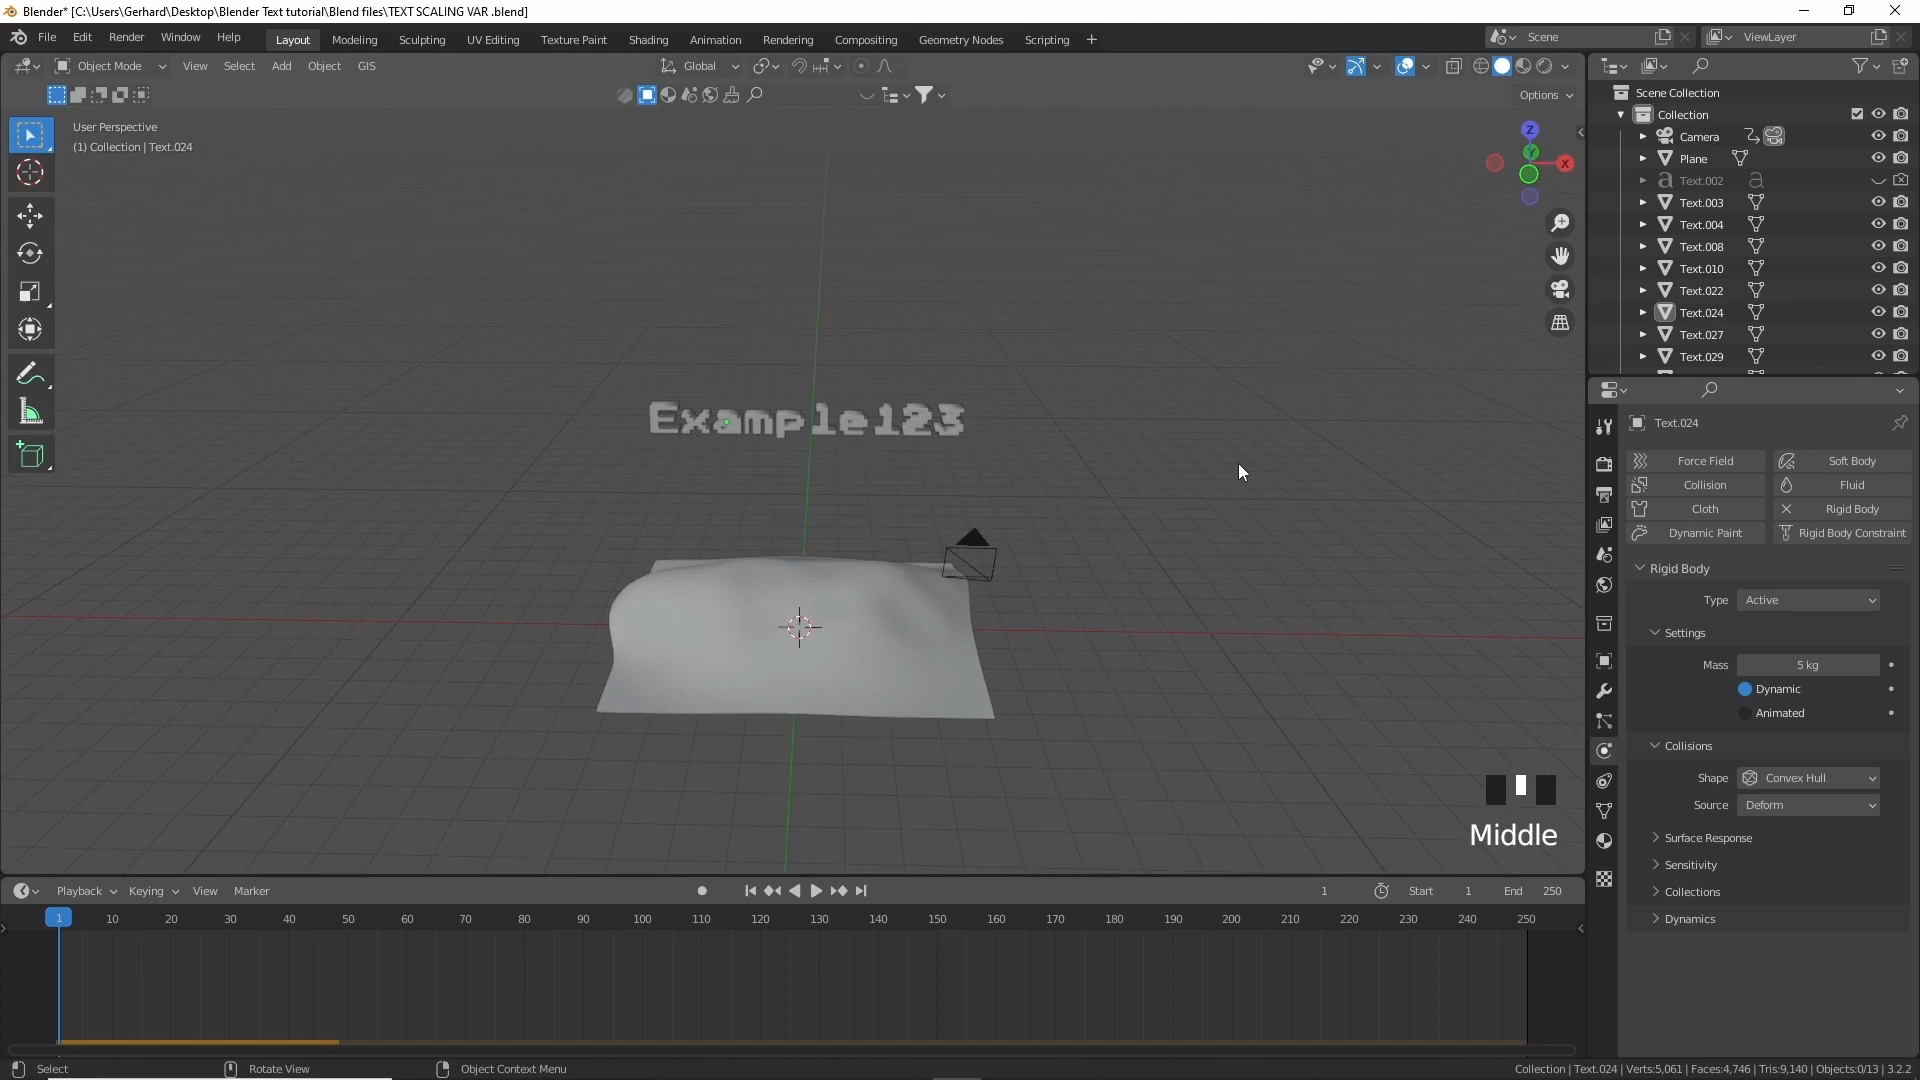 Blender* [C:\Users\Gerhard\Desktop\Blender Text tutorial\Blend files\TEXT SCALING VAR .blend]
File Edit Render Window Help Layout Modeling Sculpting UV Editing Texture Paint Shading Animation Rendering Compositing Geometry Nodes Scripting + Scene ViewLayer
Object Mode View Select Add Object GIS Global
Options
User Perspective
(1) Collection | Text.024
Z
Y
X
Example123
Middle
Scene Collection
Collection
Camera
Plane
Text.002
Text.003
Text.004
Text.008
Text.010
Text.022
Text.024
Text.027
Text.029
Text.024
Force Field Soft Body
Collision Fluid
Cloth Rigid Body
Dynamic Paint Rigid Body Constraint
Rigid Body
Type Active
Settings
Mass 5 kg
Dynamic
Animated
Collisions
Shape Convex Hull
Source Deform
Surface Response
Sensitivity
Collections
Dynamics
Playback Keying View Marker 1 Start 1 End 250
1 10 20 30 40 50 60 70 80 90 100 110 120 130 140 150 160 170 180 190 200 210 220 230 240 250
Select Rotate View Object Context Menu Collection | Text.024 | Verts:5,061 | Faces:4,746 | Tris:9,140 | Objects:0/13 | 3.2.2